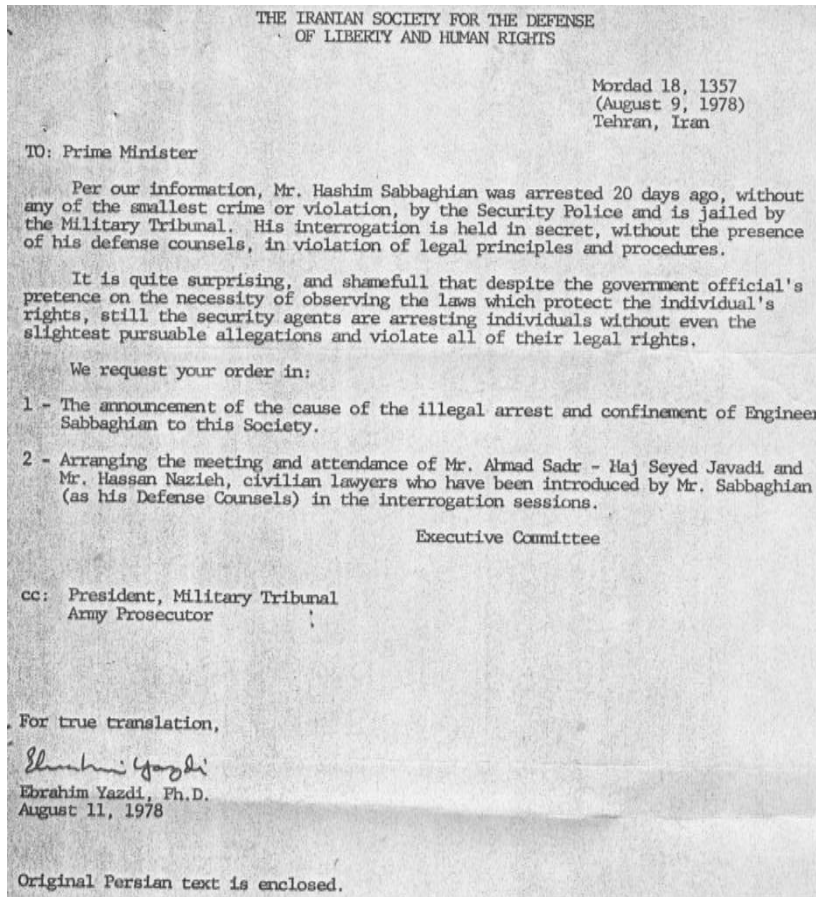 THE IRANIAN SOCIETY FOR THE DEFENSE
OF LIBERTY AND HUMAN RIGHTS
Mordad 18, 1357
(August 9, 1978)
Tehran, Iran
TO: Prime Minister
Per our information, Mr. Hashim Sabbaghian was arrested 20 days ago, without
any of the smallest crime or violation, by the Security Police and is jailed by
the Military Tribunal. His interrogation is held in secret, without the presence
of his defense counsels, in violation of legal principles and procedures.
It is quite surprising, and shamefull that despite the government official's
pretence on the necessity of observing the laws which protect the individual's
rights, still the security agents are arresting individuals without even the
slightest pursuable allegations and violate all of their legal rights.
We request your order in:
1 - The announcement of the cause of the illegal arrest and confinement of Engineer
Sabbaghian to this Society.
2 - Arranging the meeting and attendance of Mr. Ahmad Sadr - Haj Seyed Javadi and
Mr. Hassan Nazieh, civilian lawyers who have been introduced by Mr. Sabbaghian
(as his Defense Counsels) in the interrogation sessions.
Executive Committee
cc: President, Military Tribunal
Army Prosecutor
For true translation,
Ebrahim Yazdi
Ebrahim Yazdi, Ph.D.
August 11, 1978
Original Persian text is enclosed.